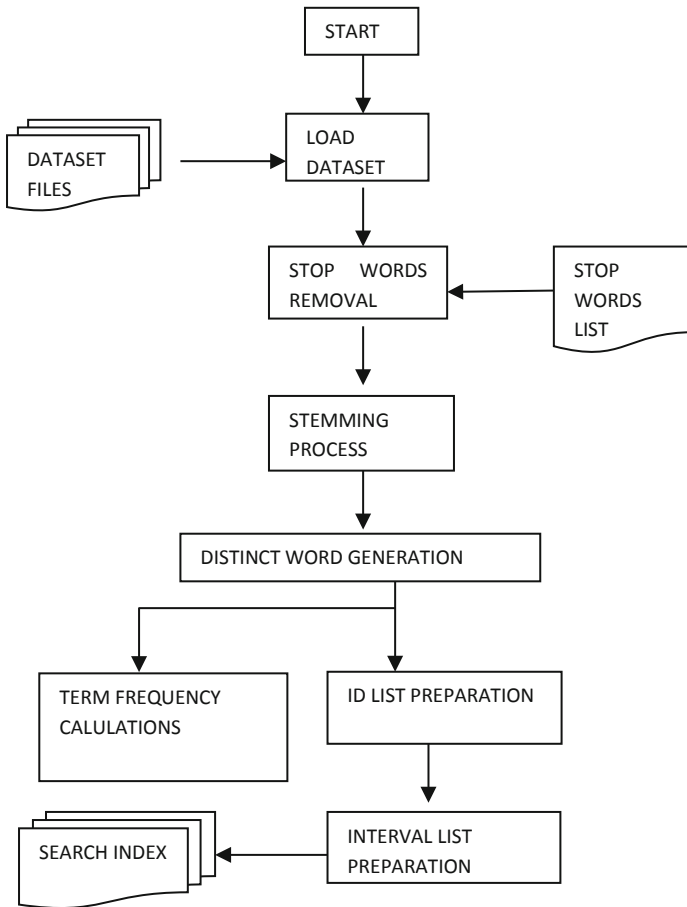 START
LOAD
DATASET
DATASET
FILES
STOP WORDS
REMOVAL
STOP
WORDS
LIST
STEMMING
PROCESS
DISTINCT WORD GENERATION
TERM FREQUENCY
CALULATIONS
ID LIST PREPARATION
INTERVAL LIST
PREPARATION
SEARCH INDEX